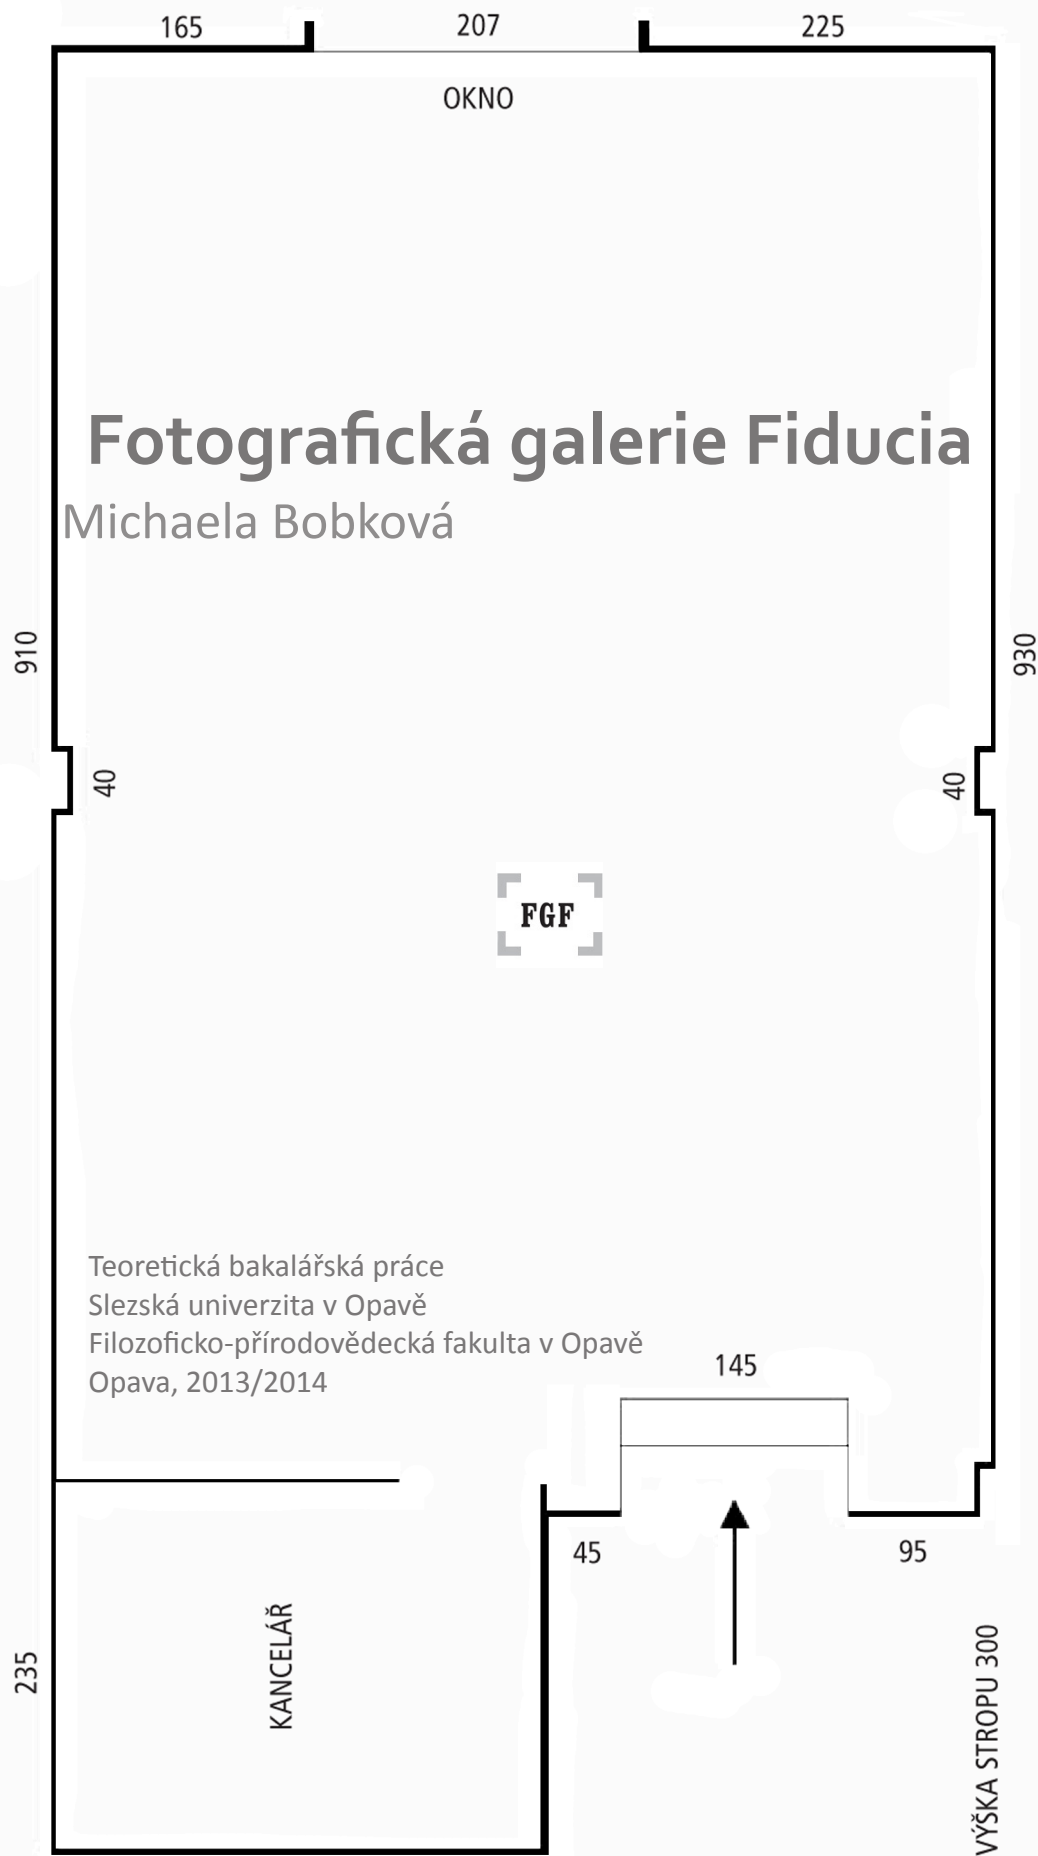 165
207
225
OKNO
Fotografická galerie Fiducia
Michaela Bobková
910
930
40
40
FGF
Teoretická bakalářská práce
Slezská univerzita v Opavě
Filozoficko-přírodovědecká fakulta v Opavě
Opava, 2013/2014
145
45
95
235
KANCELÁŘ
VÝŠKA STROPU 300